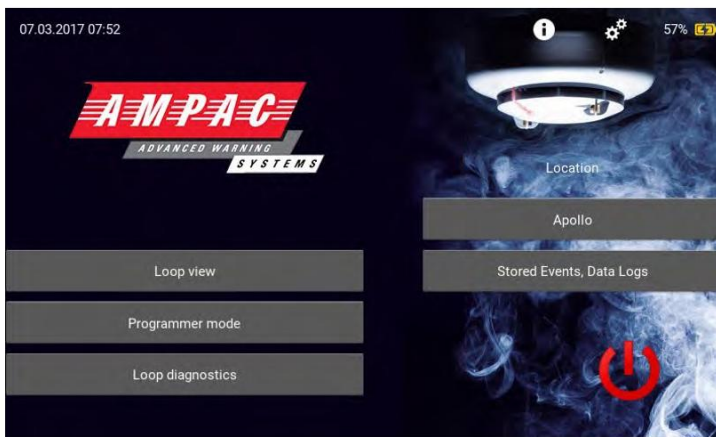 07.03.2017 07:52
57%
AMPAC
ADVANCED WARNING
SYSTEMS
Location
Apollo
Loop view
Stored Events, Data Logs
Programmer mode
Loop diagnostics